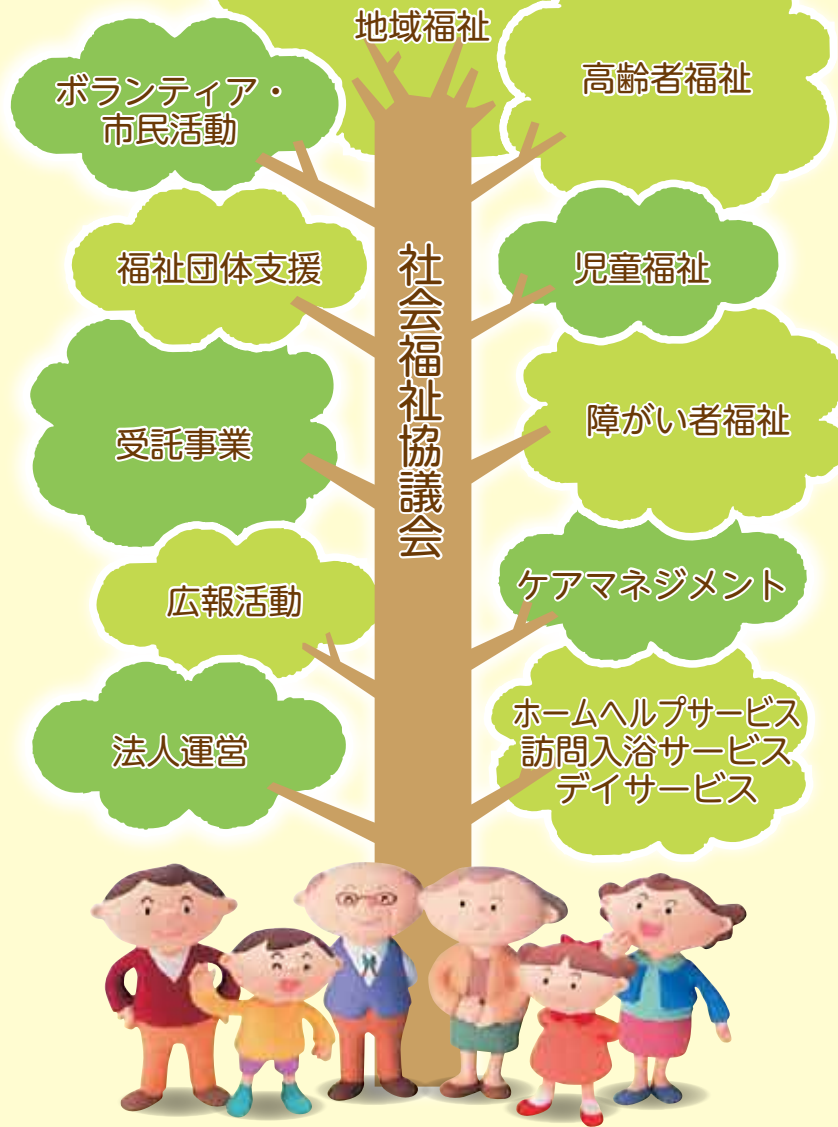 地域福祉
ボランティア・
市民活動
高齢者福祉
福祉団体支援
児童福祉
社会福祉協議会
受託事業
障がい者福祉
広報活動
ケアマネジメント
法人運営
ホームヘルプサービス
訪問入浴サービス
デイサービス